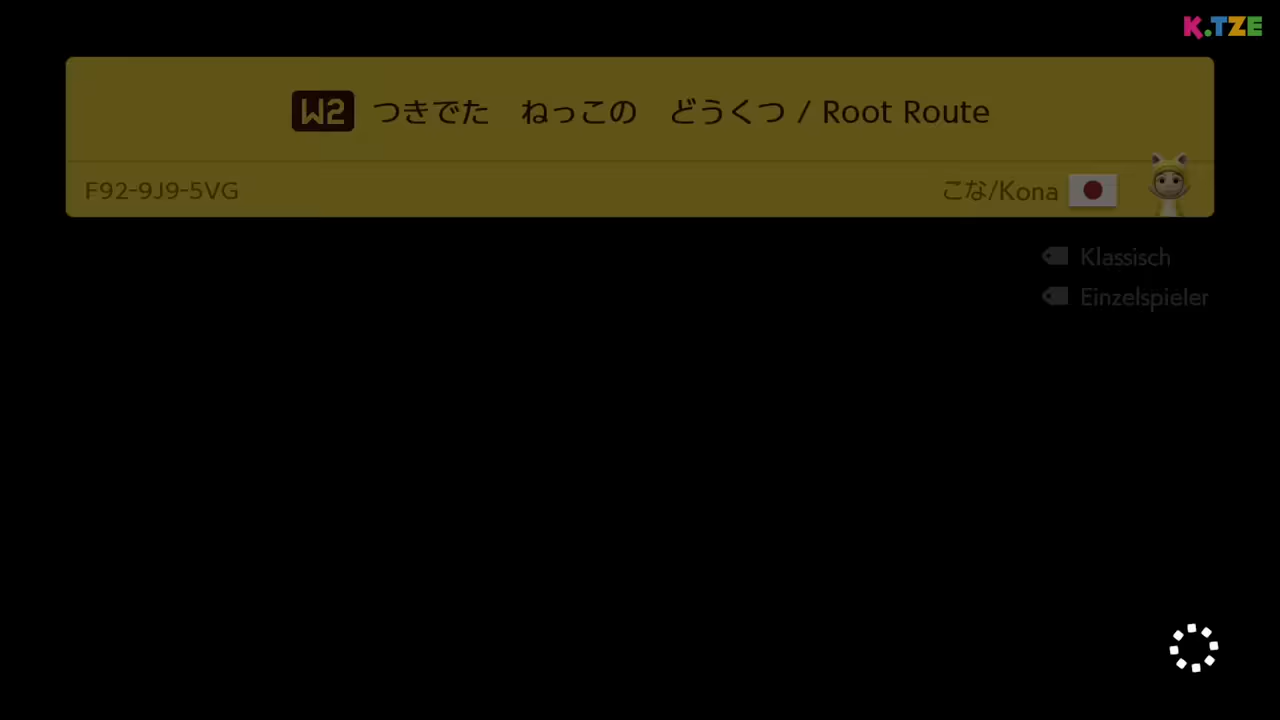 K.TZE
W2 つきでた　ねっこの　どうくつ / Root Route
F92-9J9-5VG
こな/Kona
Klassisch
Einzelspieler